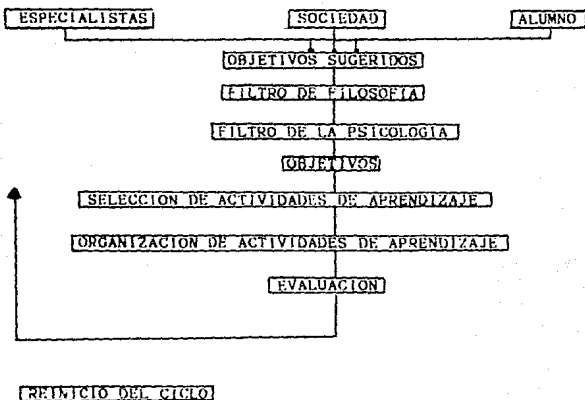 ESPECIALISTAS SOCIEDAD ALUMNO
OBJETIVOS SUGERIDOS
FILTRO DE FILOSOFIA
FILTRO DE LA PSICOLOGIA
OBJETIVOS
SELECCION DE ACTIVIDADES DE APRENDIZAJE
ORGANIZACION DE ACTIVIDADES DE APRENDIZAJE
EVALUACION
REINICIO DEL CICLO